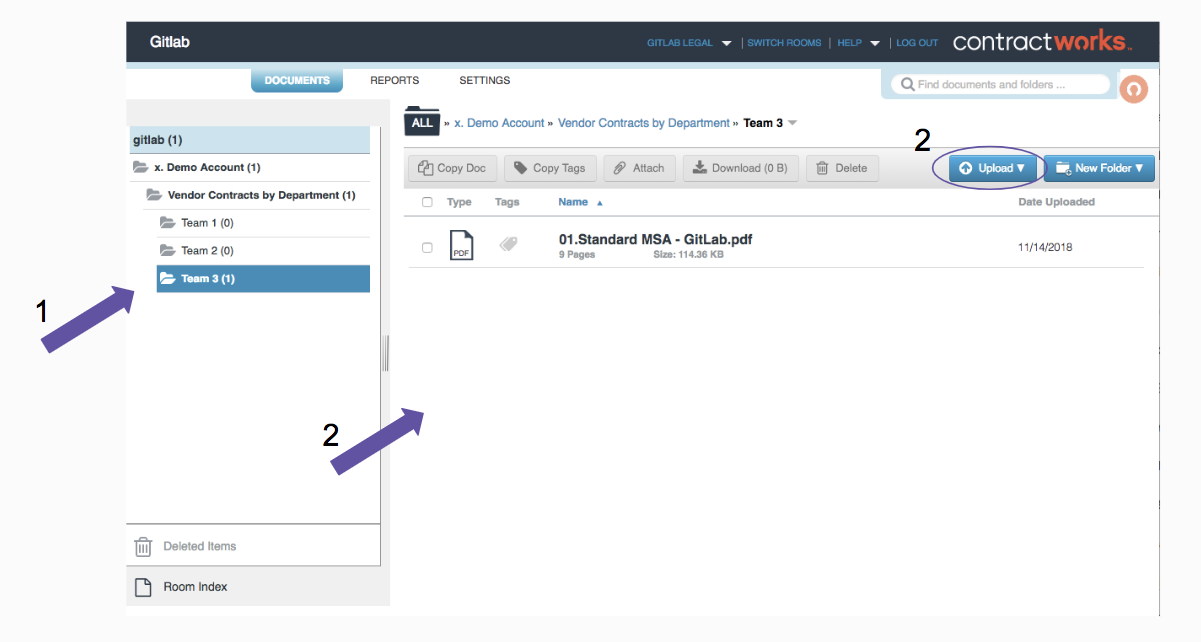 Gitlab
GITLAB LEGAL | SWITCH ROOMS | HELP | LOG OUT contractworks.
DOCUMENTS REPORTS SETTINGS
Find documents and folders ...
ALL » x. Demo Account » Vendor Contracts by Department » Team 3
gitlab (1)
x. Demo Account (1)
Vendor Contracts by Department (1)
Team 1 (0)
Team 2 (0)
Team 3 (1)
1
2
Copy Doc Copy Tags Attach Download (0 B) Delete Upload ▼ New Folder ▼
Type Tags Name ▲ Date Uploaded
PDF 01.Standard MSA - GitLab.pdf 11/14/2018
9 Pages Size: 114.36 KB
2
Deleted Items
Room Index